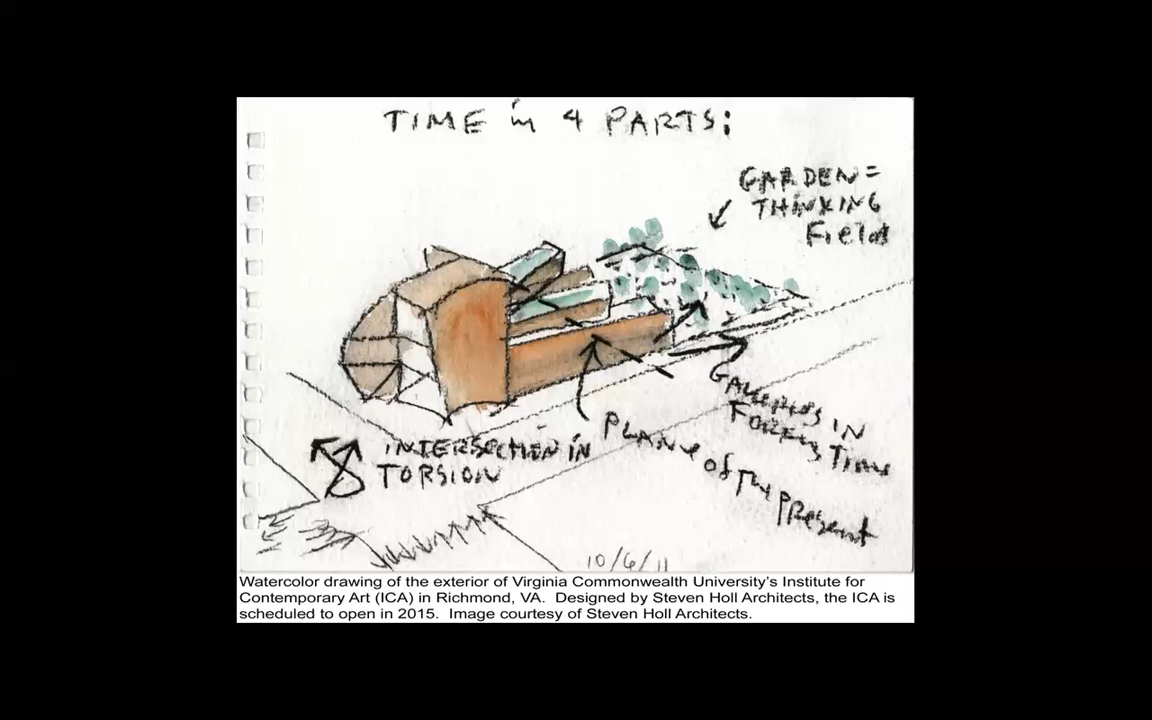 TIME in 4 PARTS:
GARDEN =
THINKING
Field
GALLERIES IN
FORKING TIME
INTERSECTION IN
TORSION
PLANE of THE PRESENT
10/6/11
Watercolor drawing of the exterior of Virginia Commonwealth University's Institute for
Contemporary Art (ICA) in Richmond, VA.  Designed by Steven Holl Architects, the ICA is
scheduled to open in 2015.  Image courtesy of Steven Holl Architects.